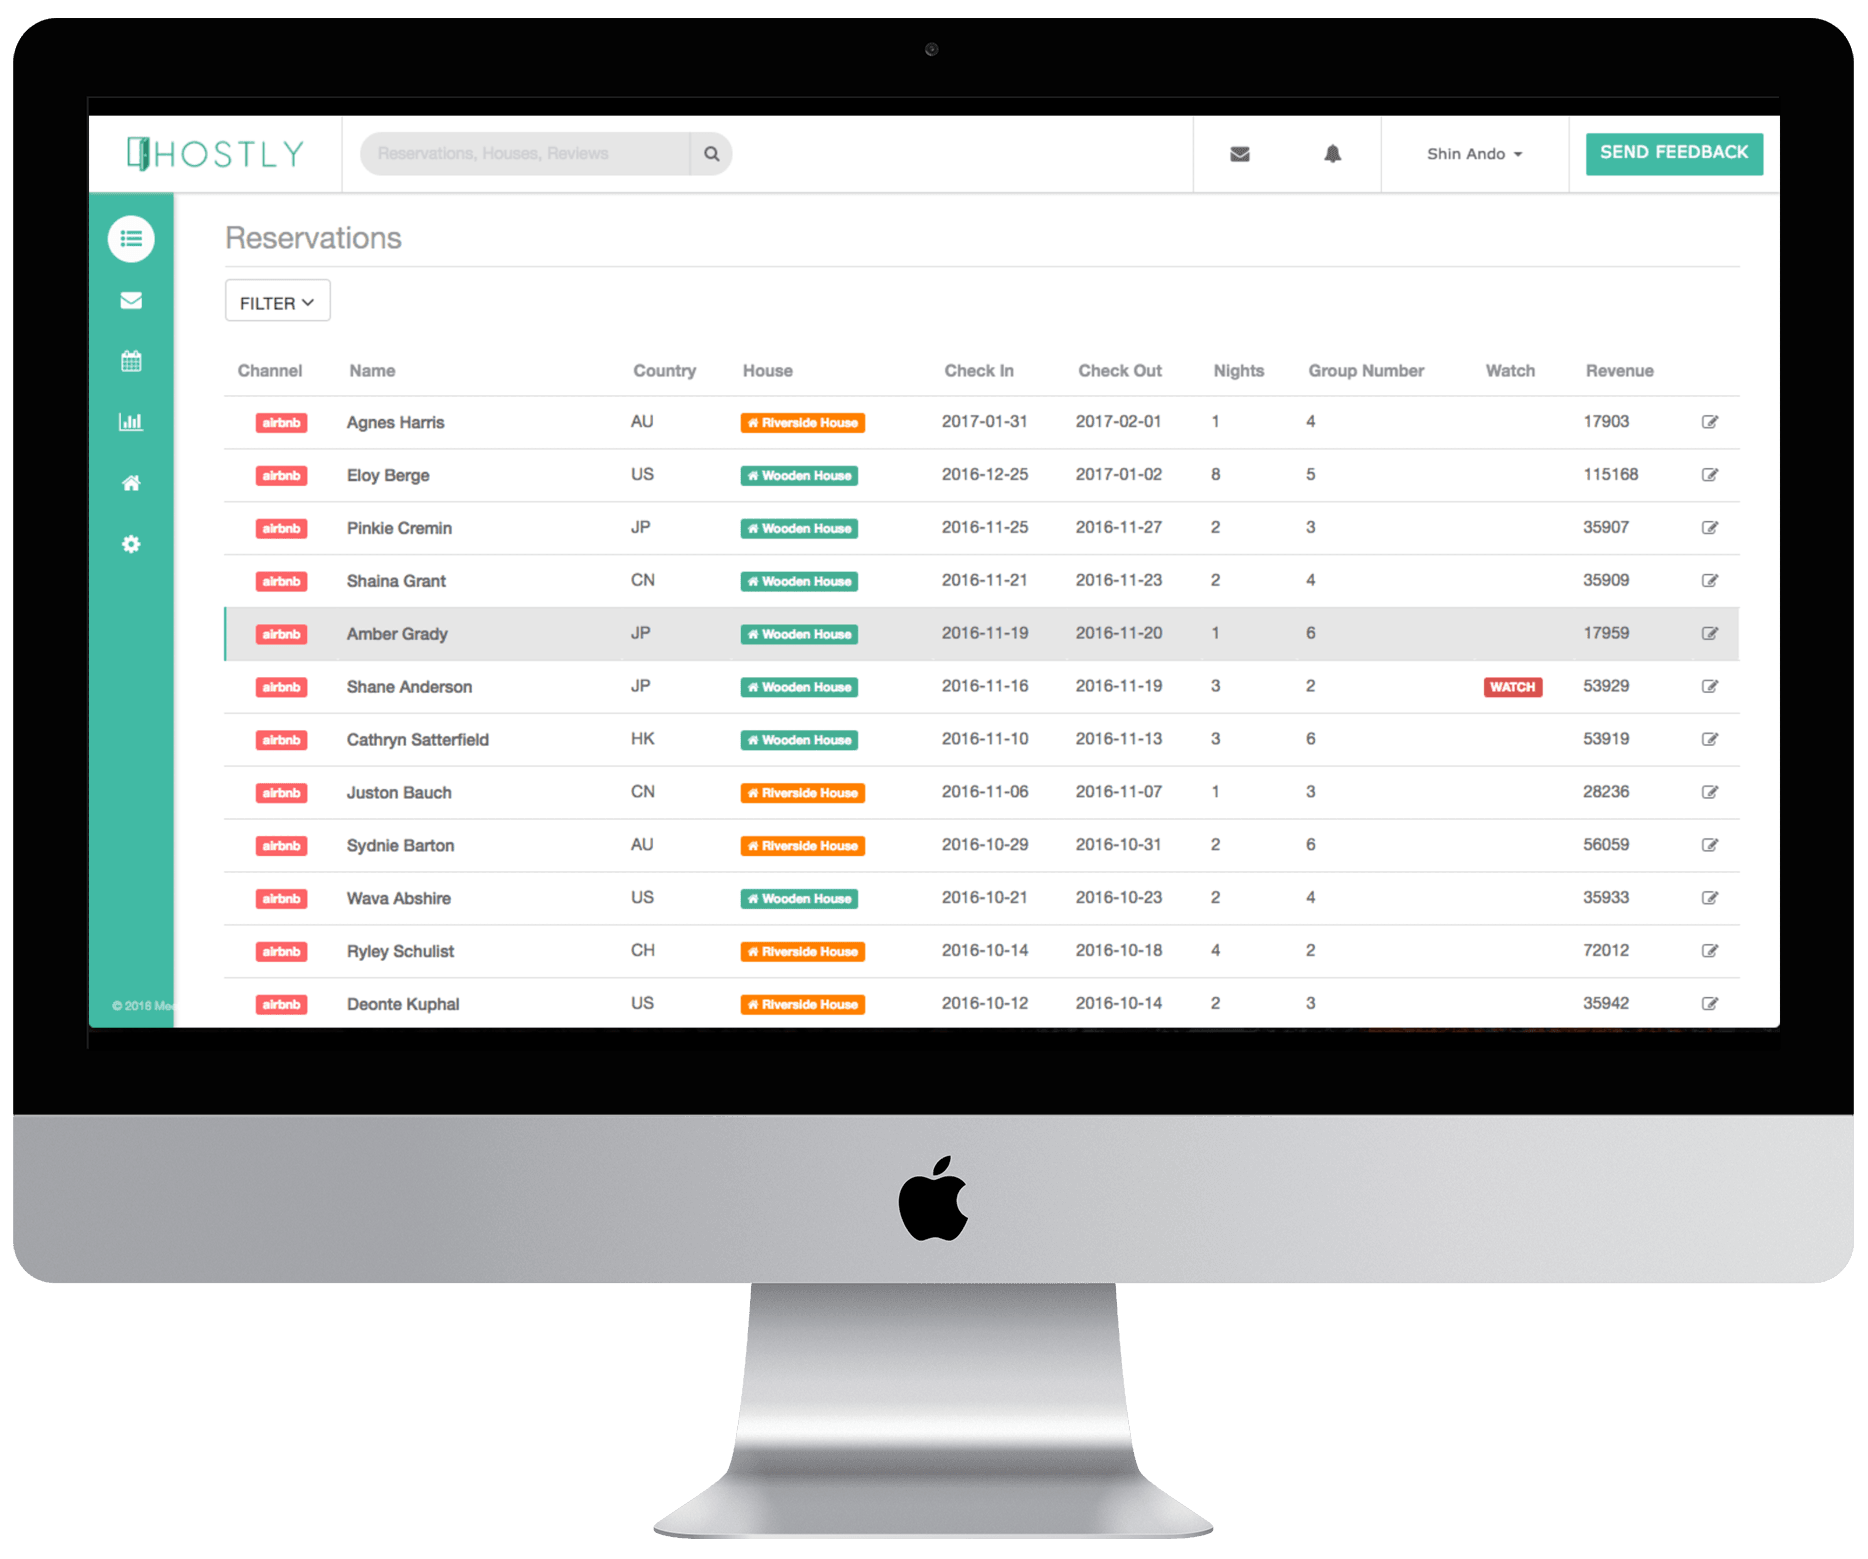 HOSTLY
Reservations, Houses, Reviews
Shin Ando
SEND FEEDBACK
Reservations
FILTER
Channel Name Country House Check In Check Out Nights Group Number Watch Revenue
airbnb Agnes Harris AU Riverside House 2017-01-31 2017-02-01 1 4 17903
airbnb Eloy Berge US Wooden House 2016-12-25 2017-01-02 8 5 115168
airbnb Pinkie Cremin JP Wooden House 2016-11-25 2016-11-27 2 3 35907
airbnb Shaina Grant CN Wooden House 2016-11-21 2016-11-23 2 4 35909
airbnb Amber Grady JP Wooden House 2016-11-19 2016-11-20 1 6 17959
airbnb Shane Anderson JP Wooden House 2016-11-16 2016-11-19 3 2 WATCH 53929
airbnb Cathryn Satterfield HK Wooden House 2016-11-10 2016-11-13 3 6 53919
airbnb Juston Bauch CN Riverside House 2016-11-06 2016-11-07 1 3 28236
airbnb Sydnie Barton AU Riverside House 2016-10-29 2016-10-31 2 6 56059
airbnb Wava Abshire US Wooden House 2016-10-21 2016-10-23 2 4 35933
airbnb Ryley Schulist CH Riverside House 2016-10-14 2016-10-18 4 2 72012
airbnb Deonte Kuphal US Riverside House 2016-10-12 2016-10-14 2 3 35942
© 2016